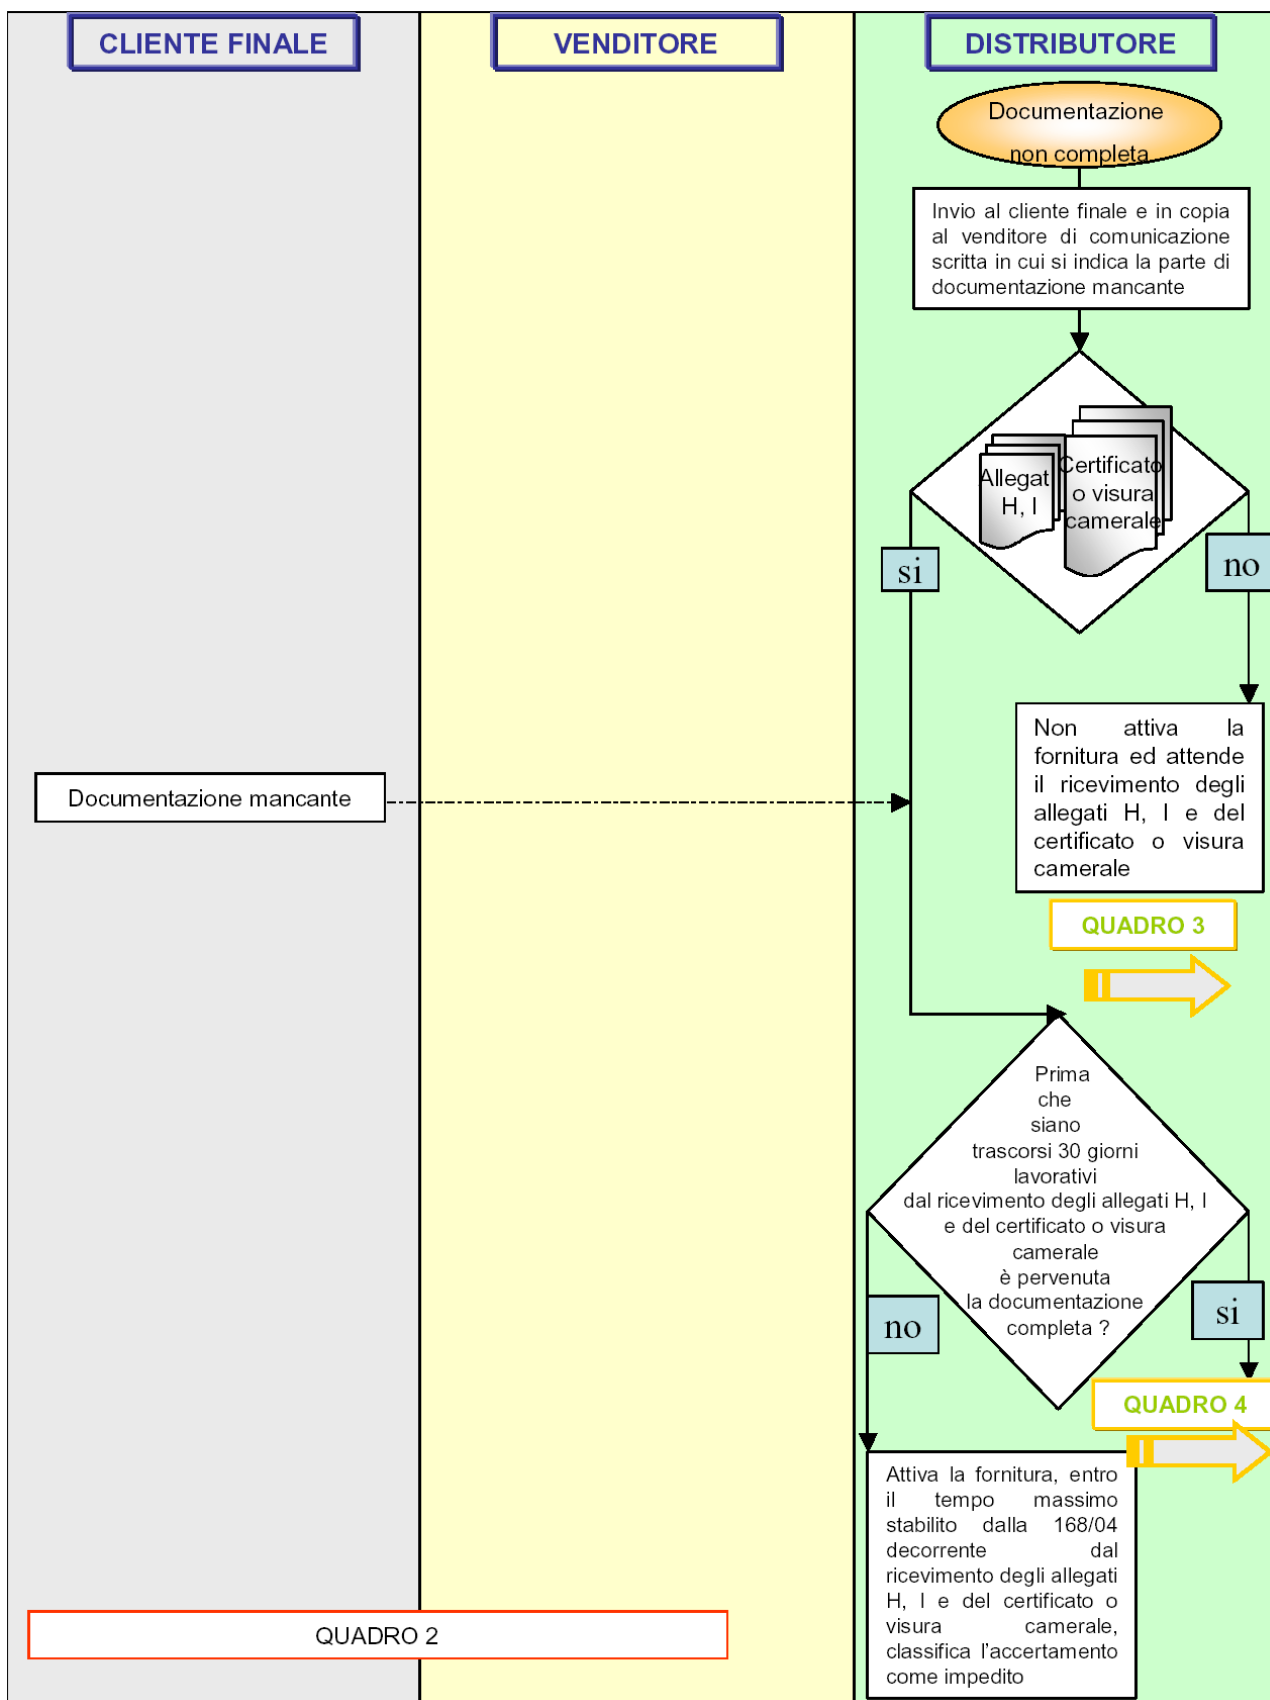 CLIENTE FINALE
VENDITORE
DISTRIBUTORE
Documentazione
non completa
Invio al cliente finale e in copia
al venditore di comunicazione
scritta in cui si indica la parte di
documentazione mancante
Allegat
H, I
Certificato
o visura
camerale
si
no
Non attiva la
fornitura ed attende
il ricevimento degli
allegati H, I e del
certificato o visura
camerale
Documentazione mancante
QUADRO 3
Prima
che
siano
trascorsi 30 giorni
lavorativi
dal ricevimento degli allegati H, I
e del certificato o visura
camerale
è pervenuta
la documentazione
completa ?
no
si
QUADRO 4
Attiva la fornitura, entro
il tempo massimo
stabilito dalla 168/04
decorrente dal
ricevimento degli allegati
H, I e del certificato o
visura camerale,
classifica l'accertamento
come impedito
QUADRO 2